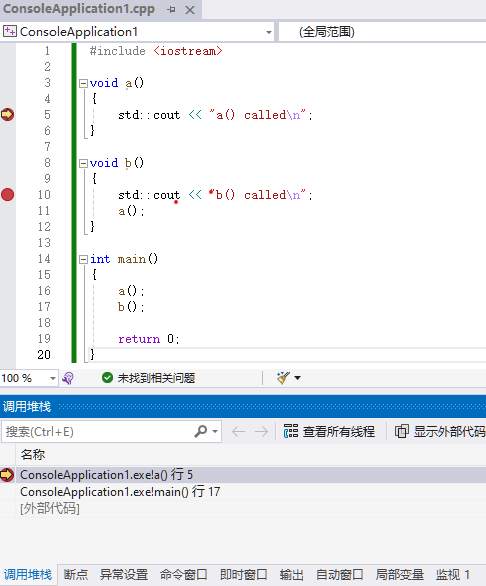 ConsoleApplication1.cpp
ConsoleApplication1 (全局范围)
1 #include <iostream>
2
3 void a()
4 {
5 std::cout << "a() called\n";
6 }
7
8 void b()
9 {
10 std::cout << "b() called\n";
11 a();
12 }
13
14 int main()
15 {
16 a();
17 b();
18
19 return 0;
20 }
100 % 未找到相关问题
调用堆栈
搜索(Ctrl+E) 查看所有线程 显示外部代码
名称
ConsoleApplication1.exe!a() 行 5
ConsoleApplication1.exe!main() 行 17
[外部代码]
调用堆栈 断点 异常设置 命令窗口 即时窗口 输出 自动窗口 局部变量 监视 1